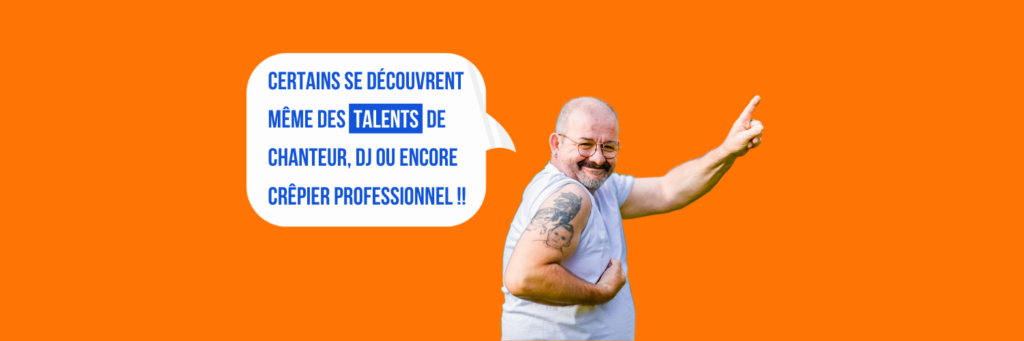 CERTAINS SE DÉCOUVRENT
MÊME DES TALENTS DE
CHANTEUR, DJ OU ENCORE
CRÊPIER PROFESSIONNEL !!